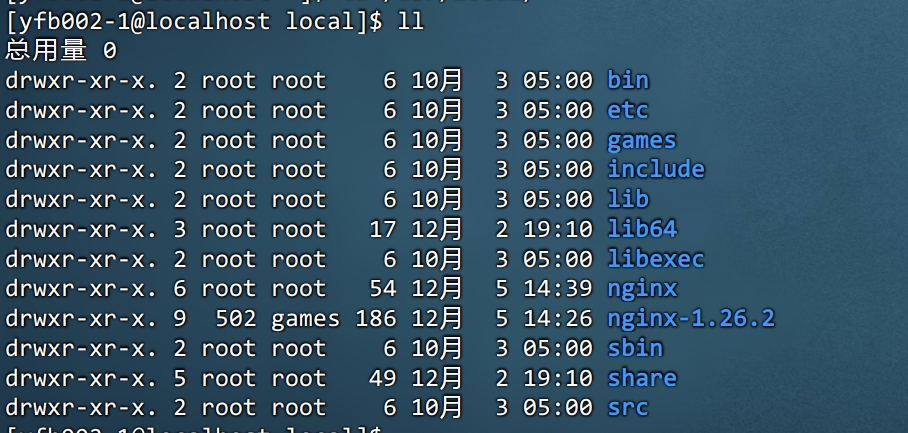 [yfb002-1@localhost local]$ ll
总用量 0
drwxr-xr-x. 2 root root    6 10月  3 05:00 bin
drwxr-xr-x. 2 root root    6 10月  3 05:00 etc
drwxr-xr-x. 2 root root    6 10月  3 05:00 games
drwxr-xr-x. 2 root root    6 10月  3 05:00 include
drwxr-xr-x. 2 root root    6 10月  3 05:00 lib
drwxr-xr-x. 3 root root   17 12月  2 19:10 lib64
drwxr-xr-x. 2 root root    6 10月  3 05:00 libexec
drwxr-xr-x. 6 root root   54 12月  5 14:39 nginx
drwxr-xr-x. 9  502 games 186 12月  5 14:26 nginx-1.26.2
drwxr-xr-x. 2 root root    6 10月  3 05:00 sbin
drwxr-xr-x. 5 root root   49 12月  2 19:10 share
drwxr-xr-x. 2 root root    6 10月  3 05:00 src
[yfb002-1@localhost local]$